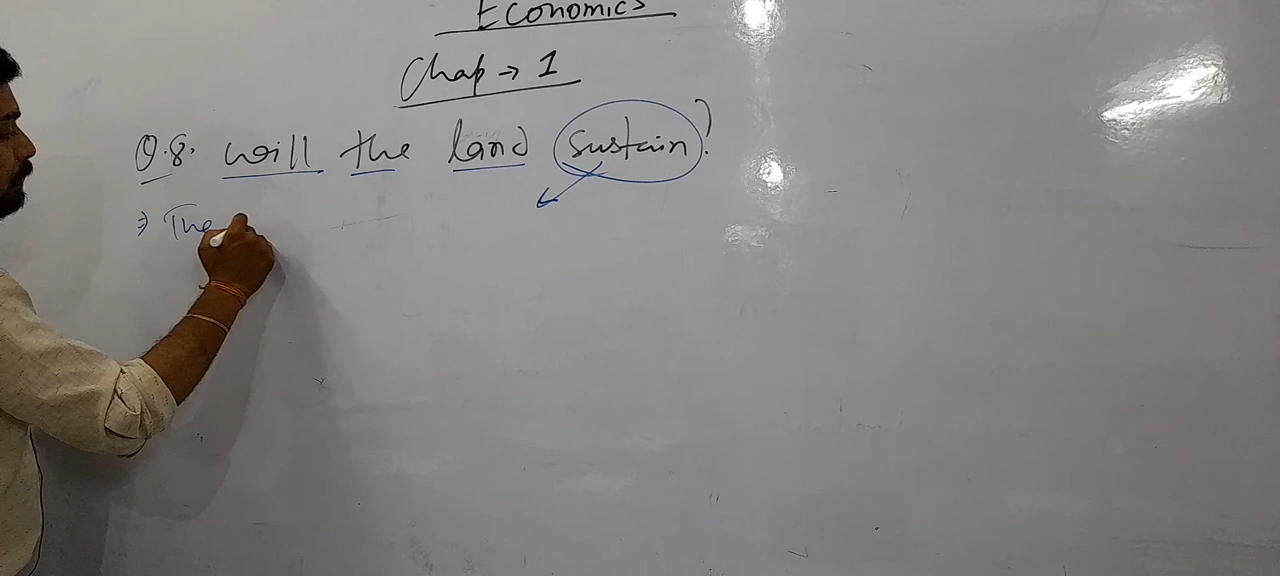 Economics
Chap → 1
Q.8. will the land sustain?
⇒ The